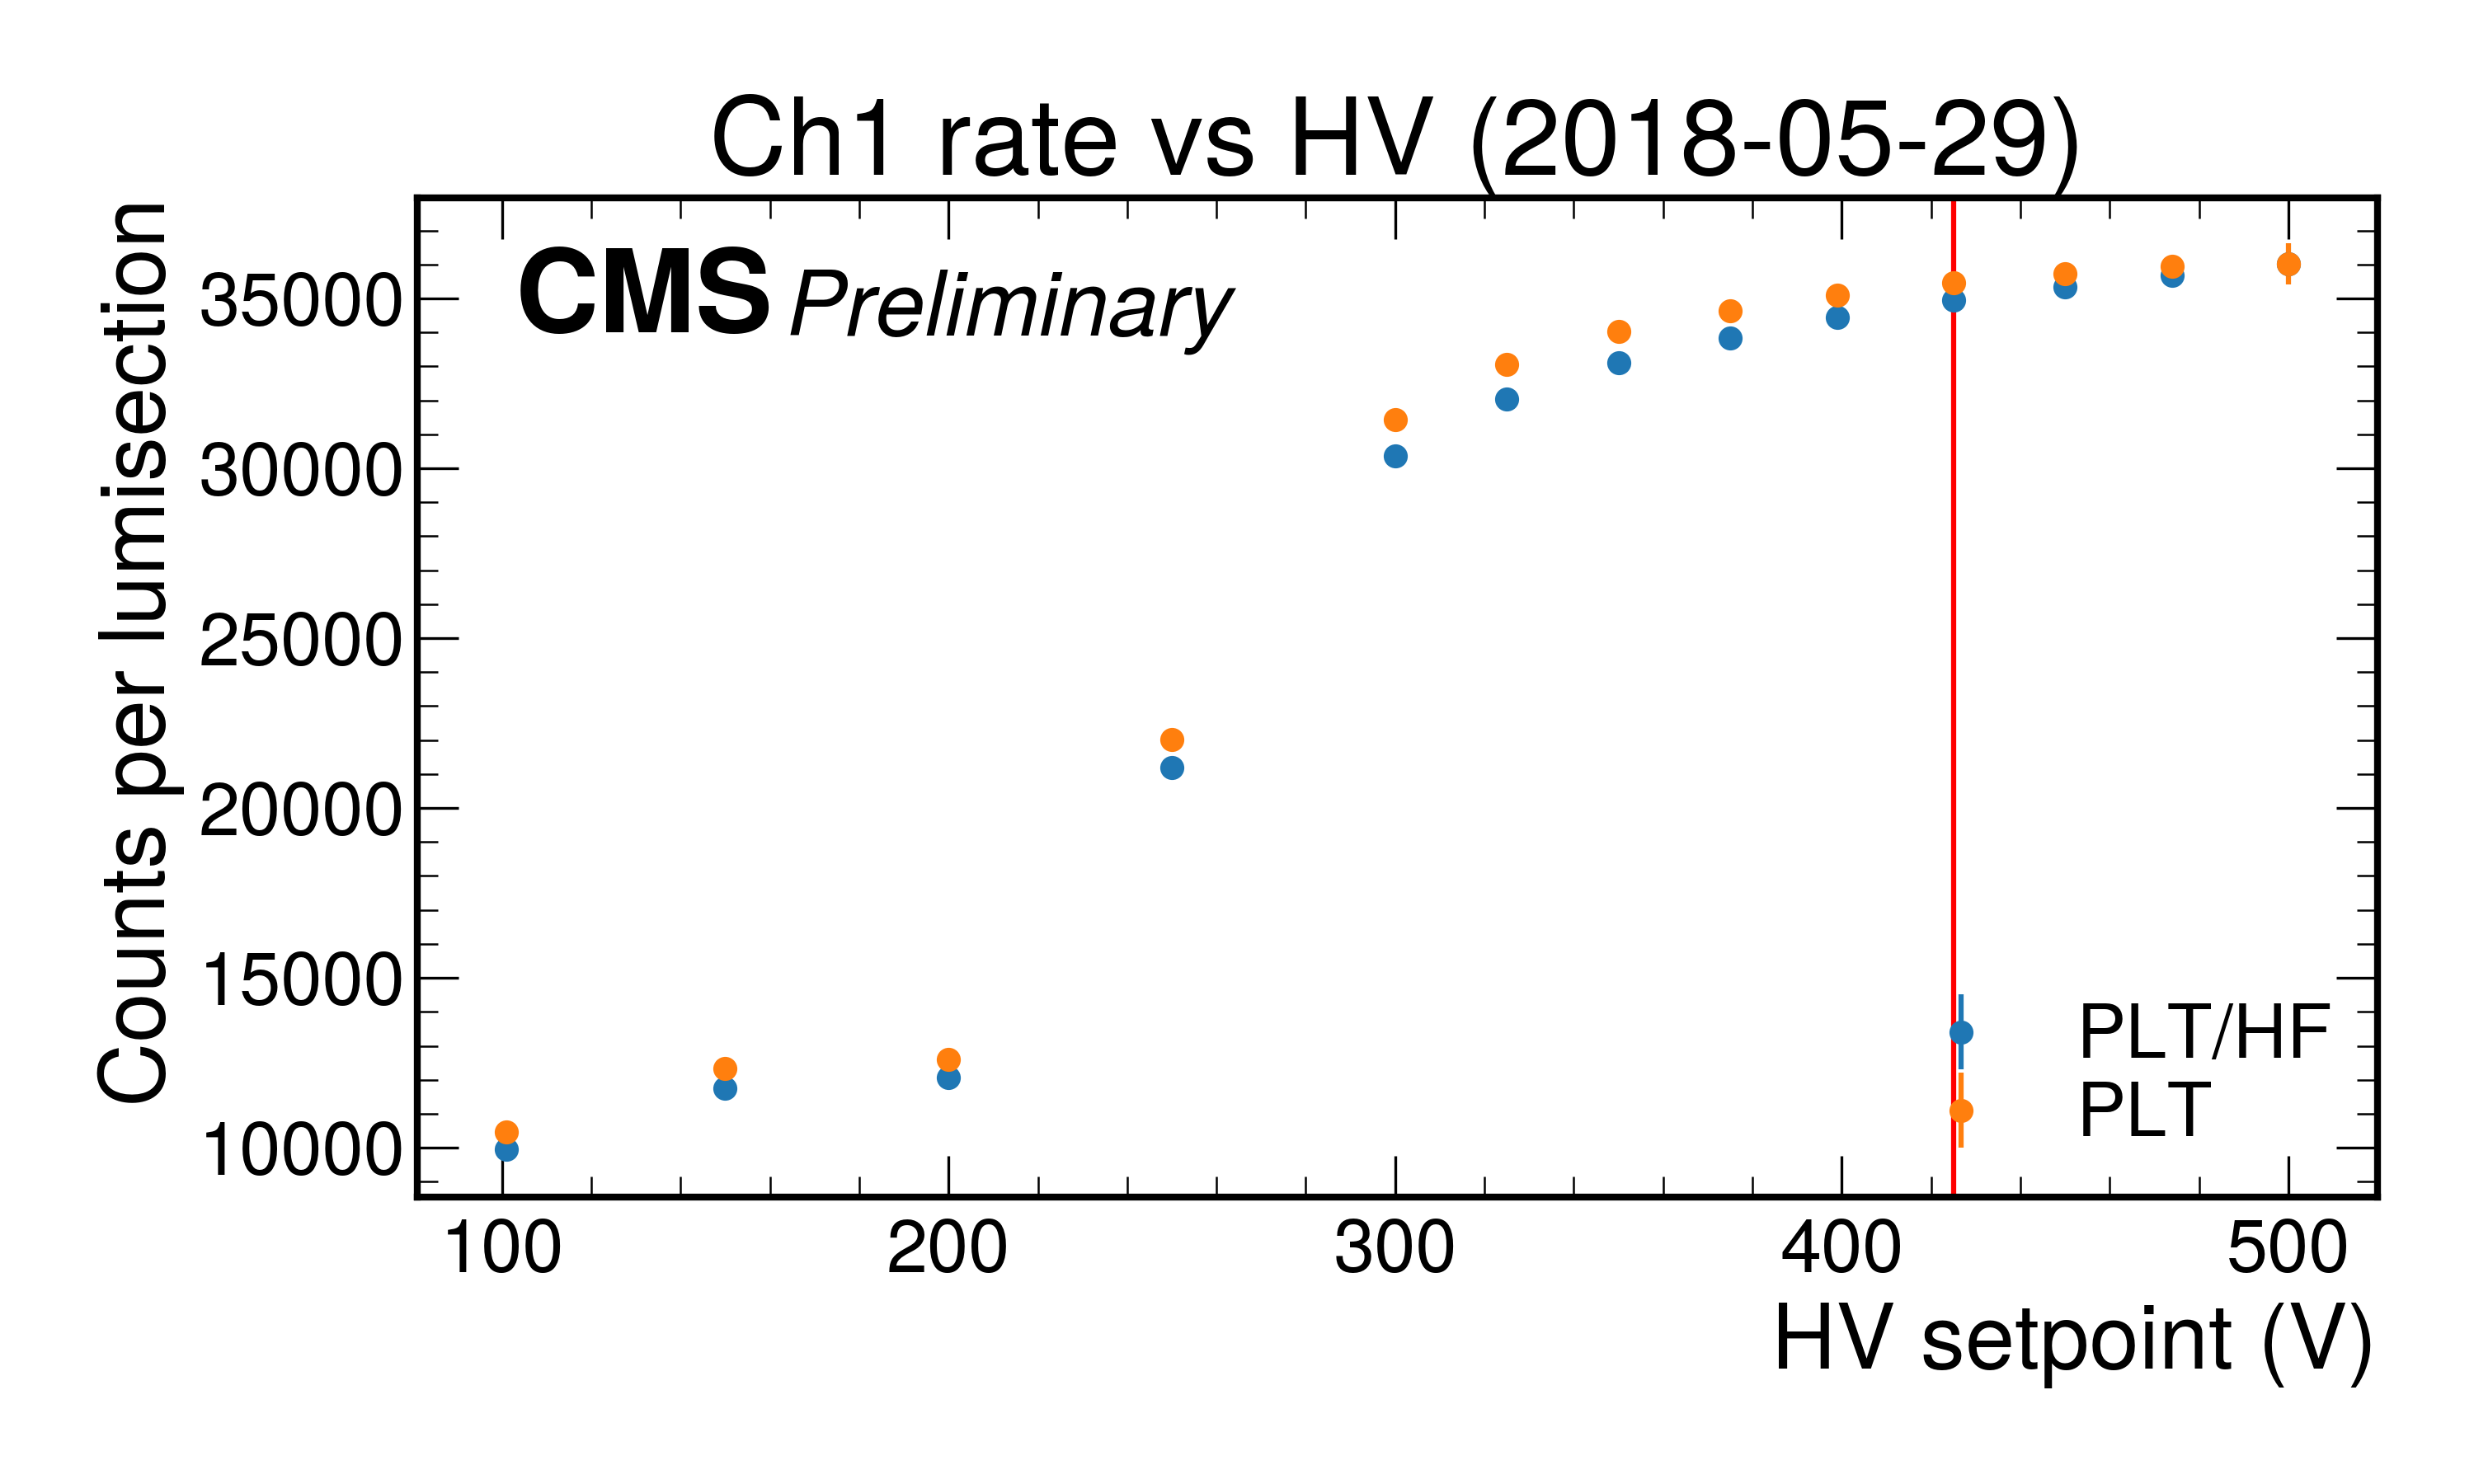 Ch1 rate vs HV (2018-05-29)
CMS Preliminary
Counts per lumisection
35000
30000
25000
20000
15000
10000
PLT/HF
PLT
100 200 300 400 500
HV setpoint (V)